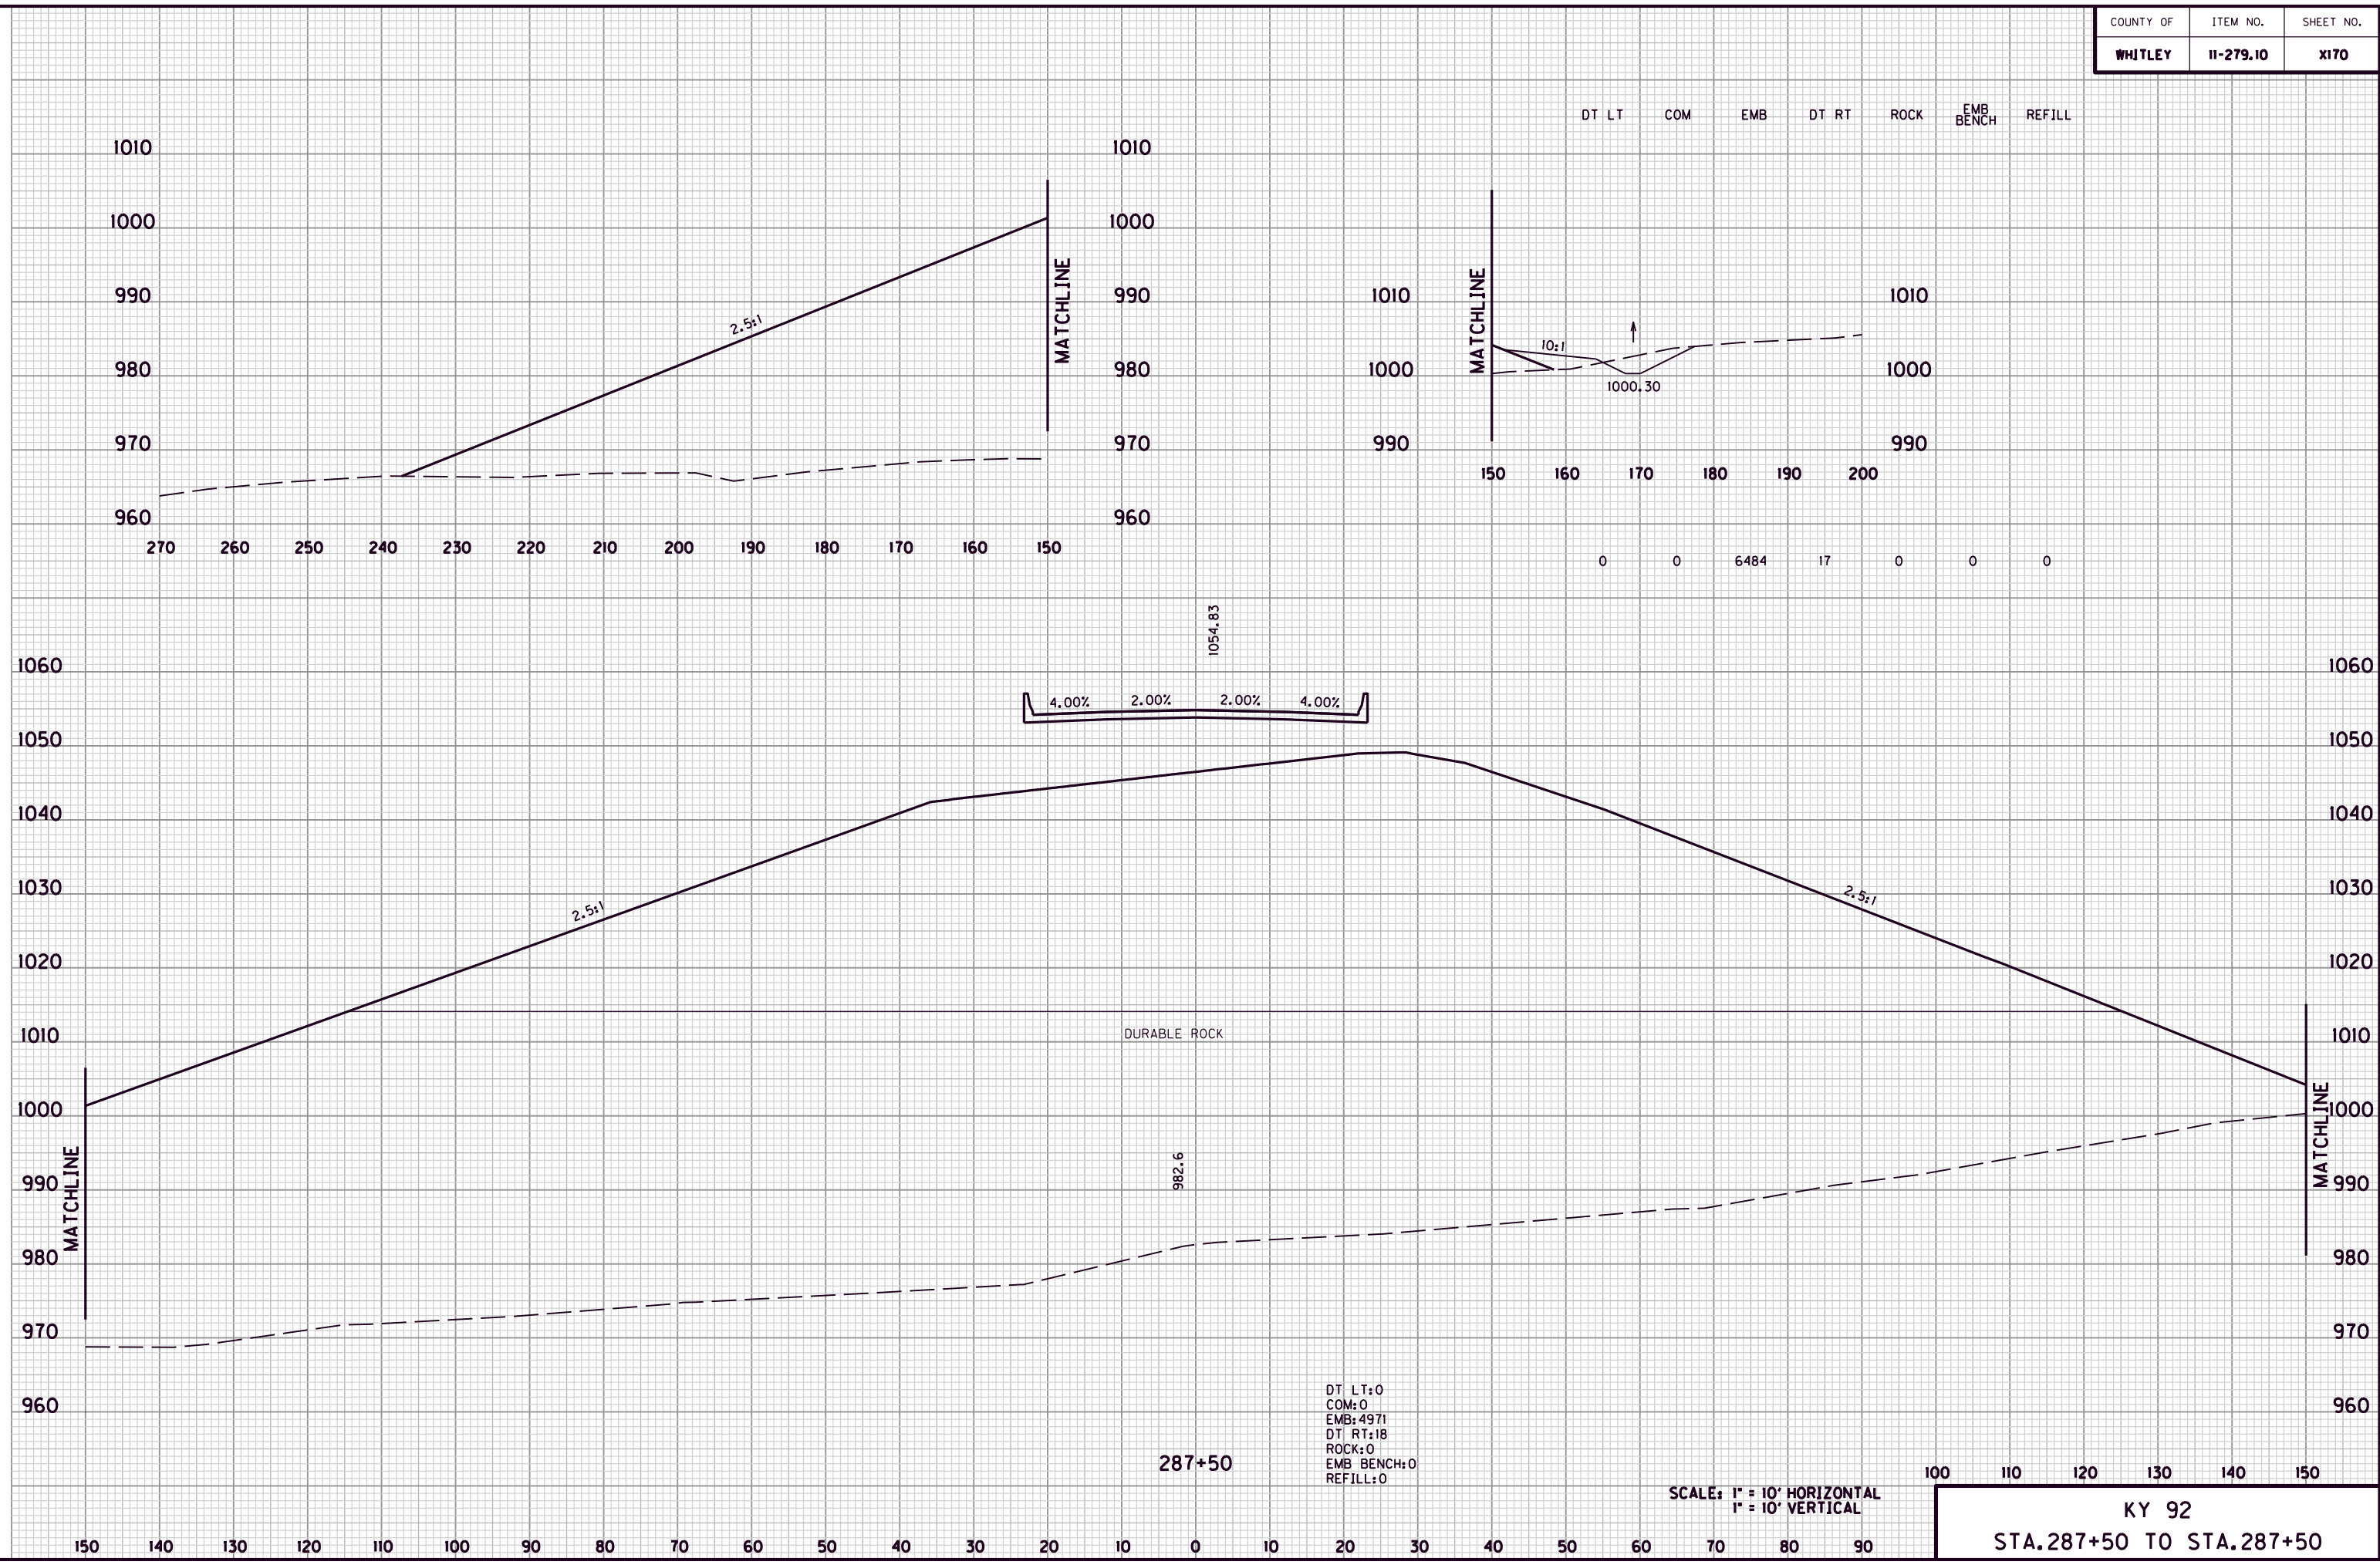 COUNTY OF ITEM NO. SHEET NO.
WHITLEY 11-279.10 X170
DT LT COM EMB DT RT ROCK EMB BENCH REFILL
1010 1010
1000 1000
990 990 1010 1010
980 980 1000 1000
970 970 990 990
960 960
2.5:1
MATCHLINE
MATCHLINE
10:1
1000.30
150 160 170 180 190 200
270 260 250 240 230 220 210 200 190 180 170 160 150
0 0 6484 17 0 0 0
1054.83
4.00% 2.00% 2.00% 4.00%
1060 1060
1050 1050
1040 1040
1030 1030
1020 1020
1010 1010
1000 1000
990 990
980 980
970 970
960 960
2.5:1
2.5:1
DURABLE ROCK
MATCHLINE
MATCHLINE
982.6
DT LT:0
COM:0
EMB:4971
DT RT:18
ROCK:0
EMB BENCH:0
REFILL:0
287+50
SCALE: 1" = 10' HORIZONTAL
1" = 10' VERTICAL
100 110 120 130 140 150
KY 92
STA.287+50 TO STA.287+50
150 140 130 120 110 100 90 80 70 60 50 40 30 20 10 0 10 20 30 40 50 60 70 80 90